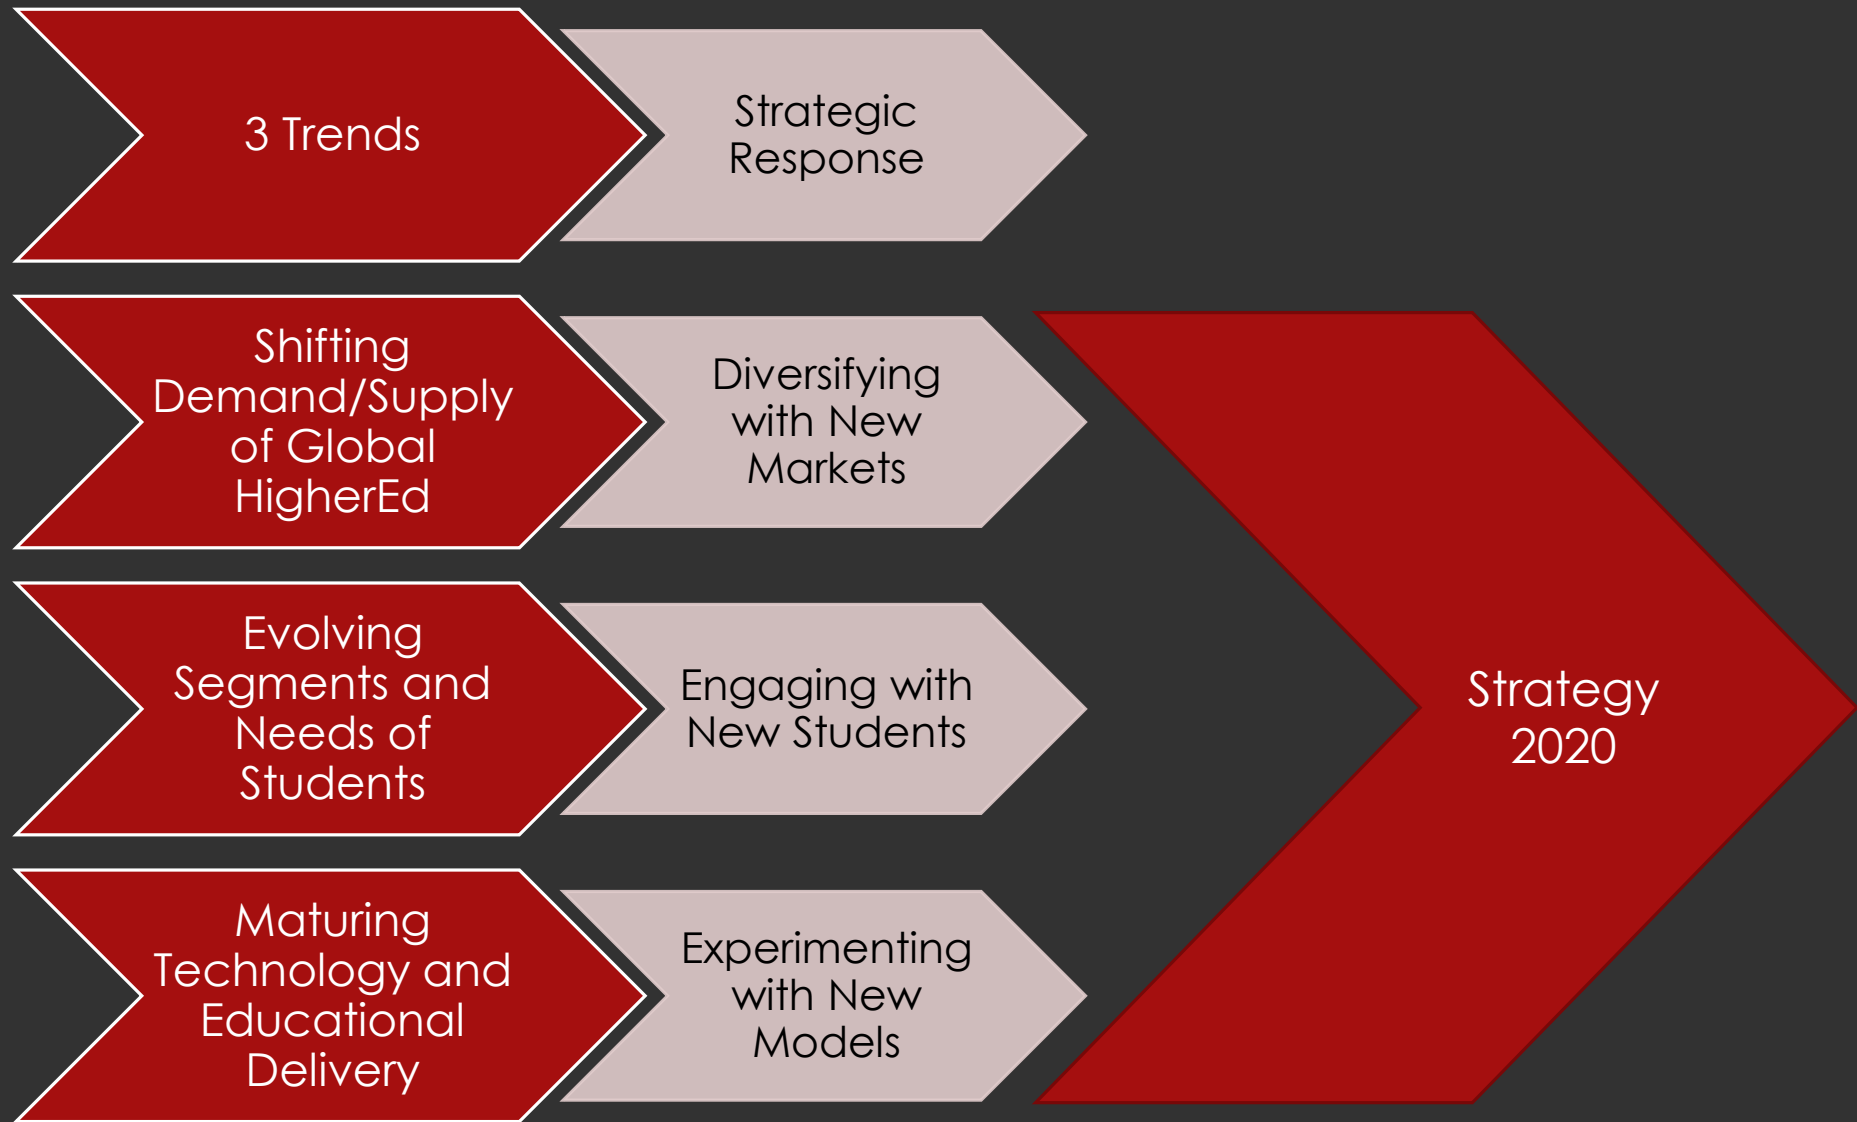 3 Trends
Strategic
Response
Shifting
Demand/Supply
of Global
HigherEd
Diversifying
with New
Markets
Evolving
Segments and
Needs of
Students
Engaging with
New Students
Maturing
Technology and
Educational
Delivery
Experimenting
with New
Models
Strategy
2020